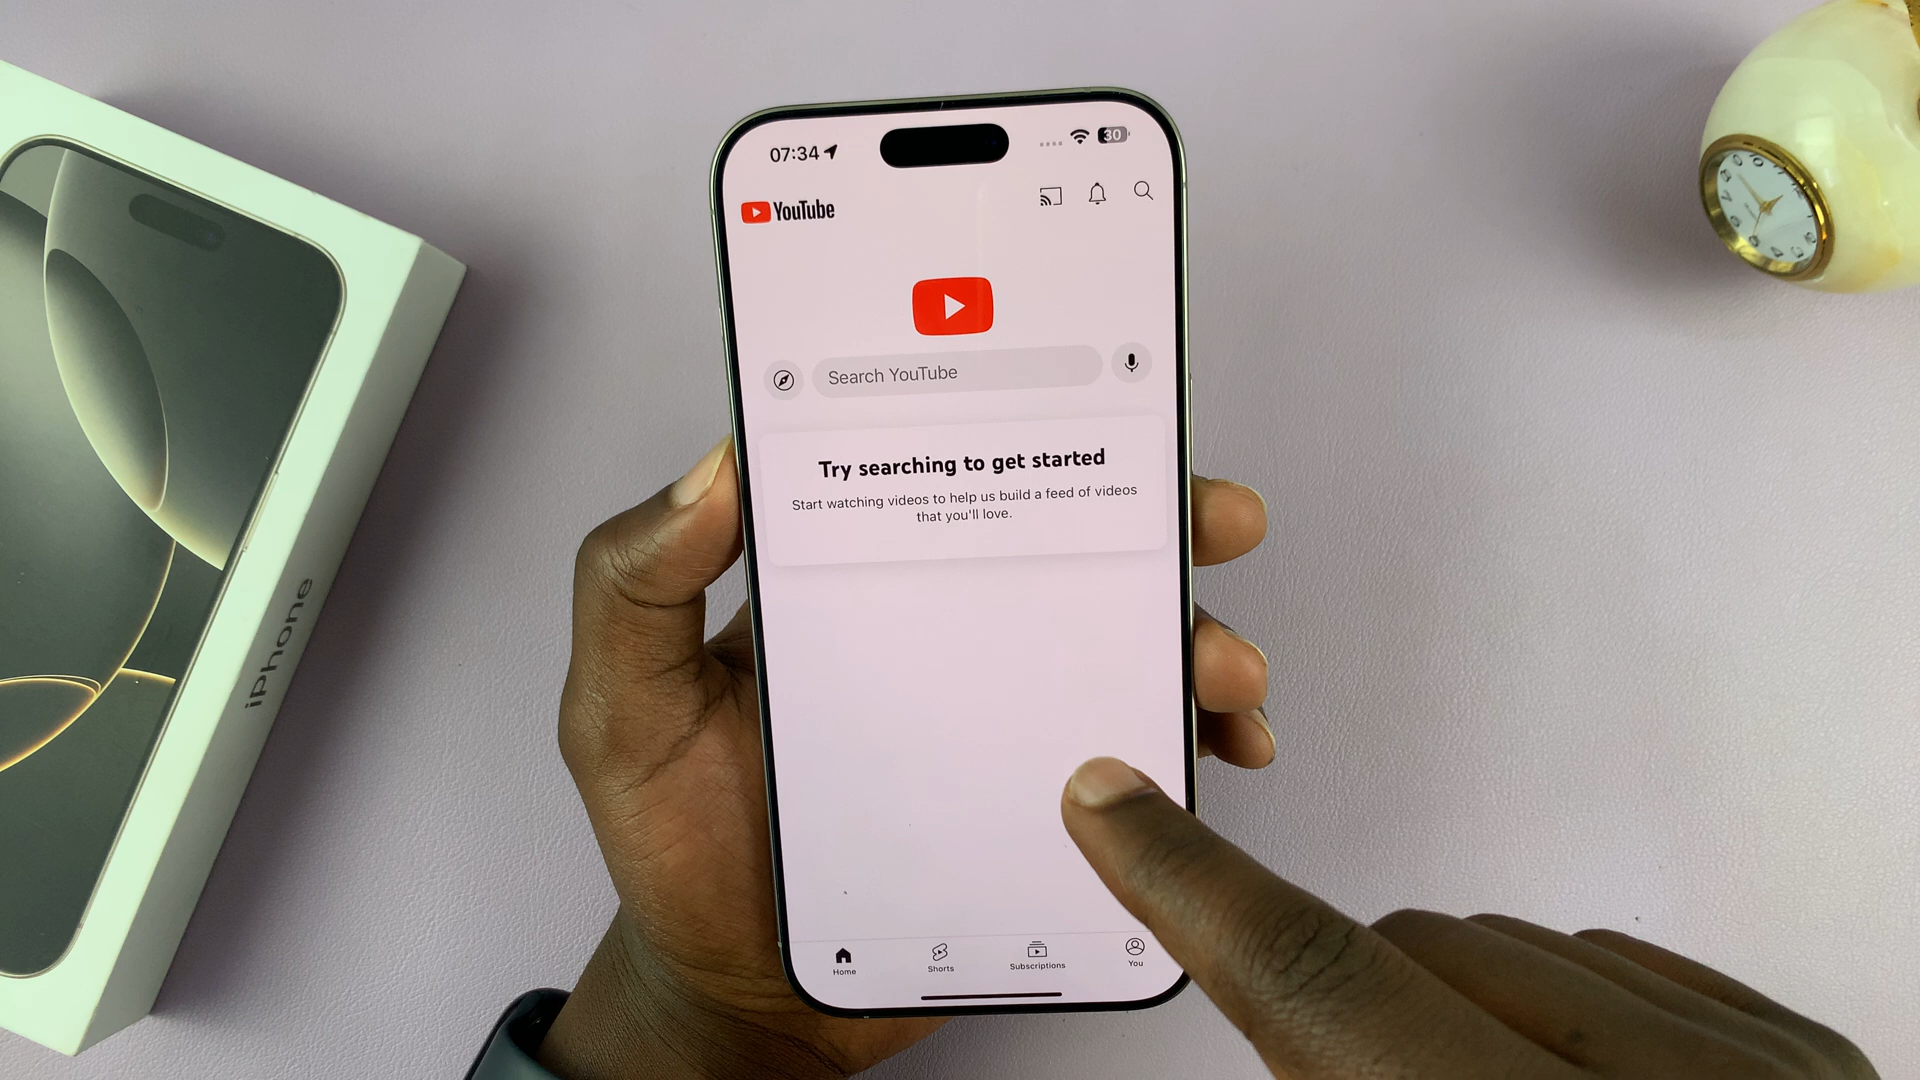 07:34
30
YouTube
Search YouTube
Try searching to get started
Start watching videos to help us build a feed of videos
that you'll love.
Home
Shorts
Subscriptions
You
iPhone